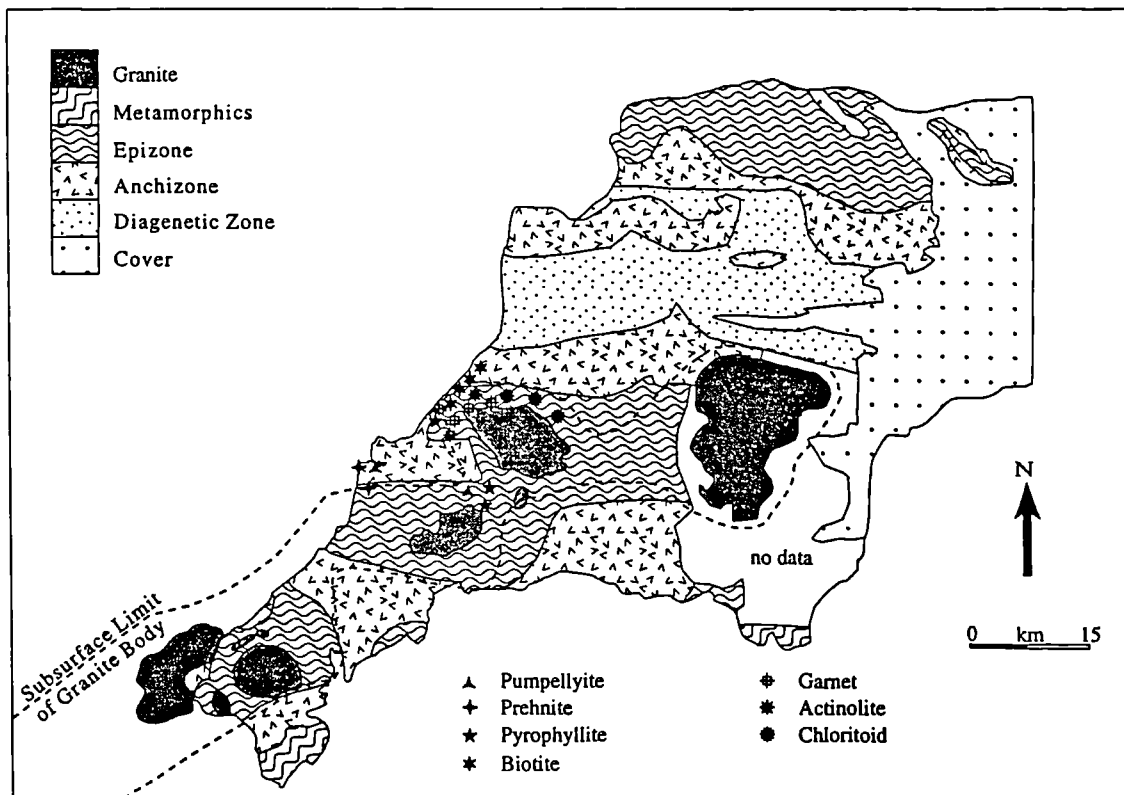 Granite
Metamorphics
Epizone
Anchizone
Diagenetic Zone
Cover
N
no data
0 km 15
Subsurface Limit
of Granite Body
Pumpellyite
Prehnite
Pyrophyllite
Biotite
Garnet
Actinolite
Chloritoid